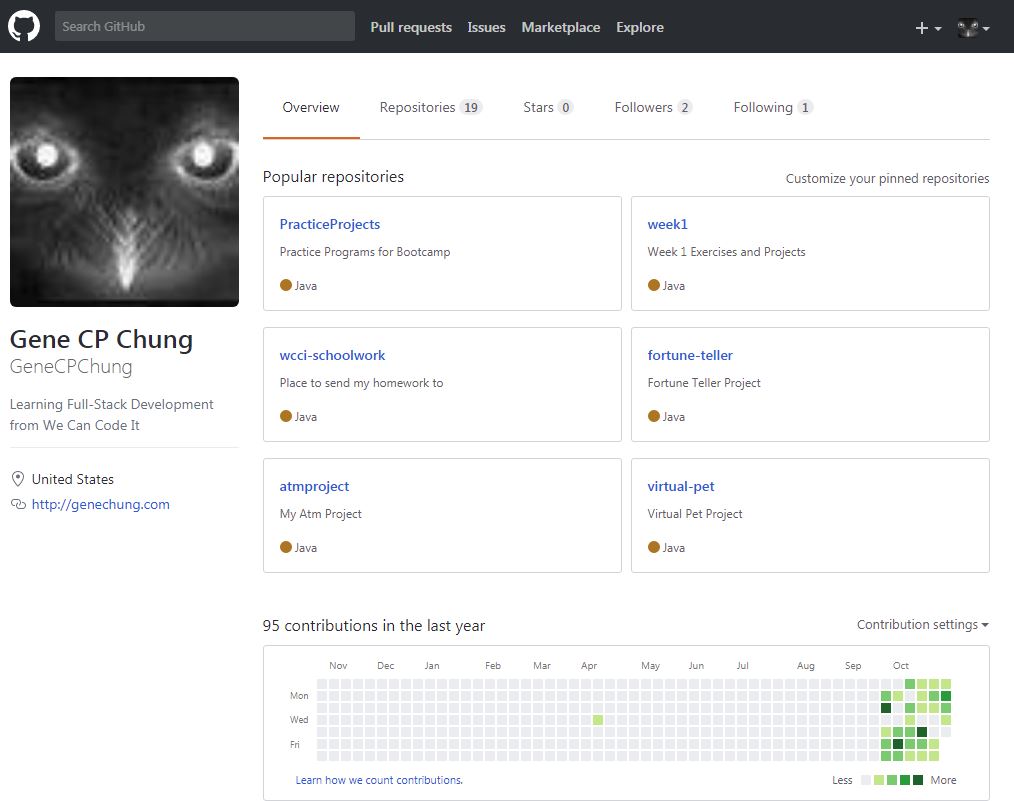 Search GitHub
Pull requests Issues Marketplace Explore
Overview Repositories 19 Stars 0 Followers 2 Following 1
Gene CP Chung
GeneCPChung
Learning Full-Stack Development
from We Can Code It
United States
http://genechung.com
Popular repositories
Customize your pinned repositories
PracticeProjects
Practice Programs for Bootcamp
Java
week1
Week 1 Exercises and Projects
Java
wcci-schoolwork
Place to send my homework to
Java
fortune-teller
Fortune Teller Project
Java
atmproject
My Atm Project
Java
virtual-pet
Virtual Pet Project
Java
95 contributions in the last year
Contribution settings
Nov Dec Jan Feb Mar Apr May Jun Jul Aug Sep Oct
Mon
Wed
Fri
Learn how we count contributions.
Less More